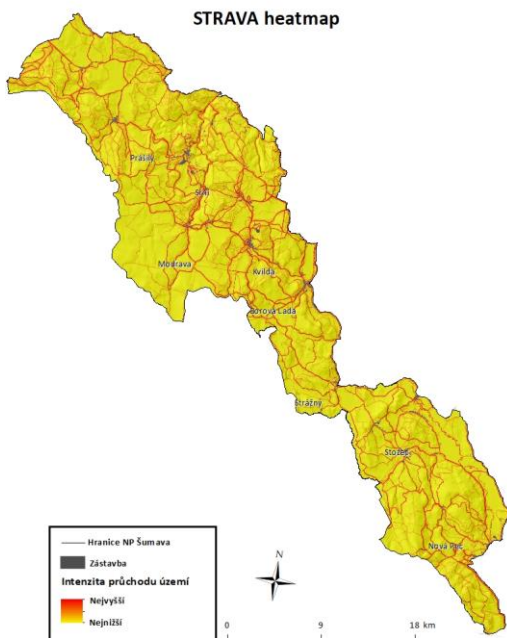 STRAVA heatmap
Prášily
Srní
Modrava
Kvilda
Borová Lada
Strážný
Stožec
Nová Pec
Hranice NP Šumava
Zástavba
Intenzita průchodu území
Nejvyšší
Nejnižší
N
0 9 18 km